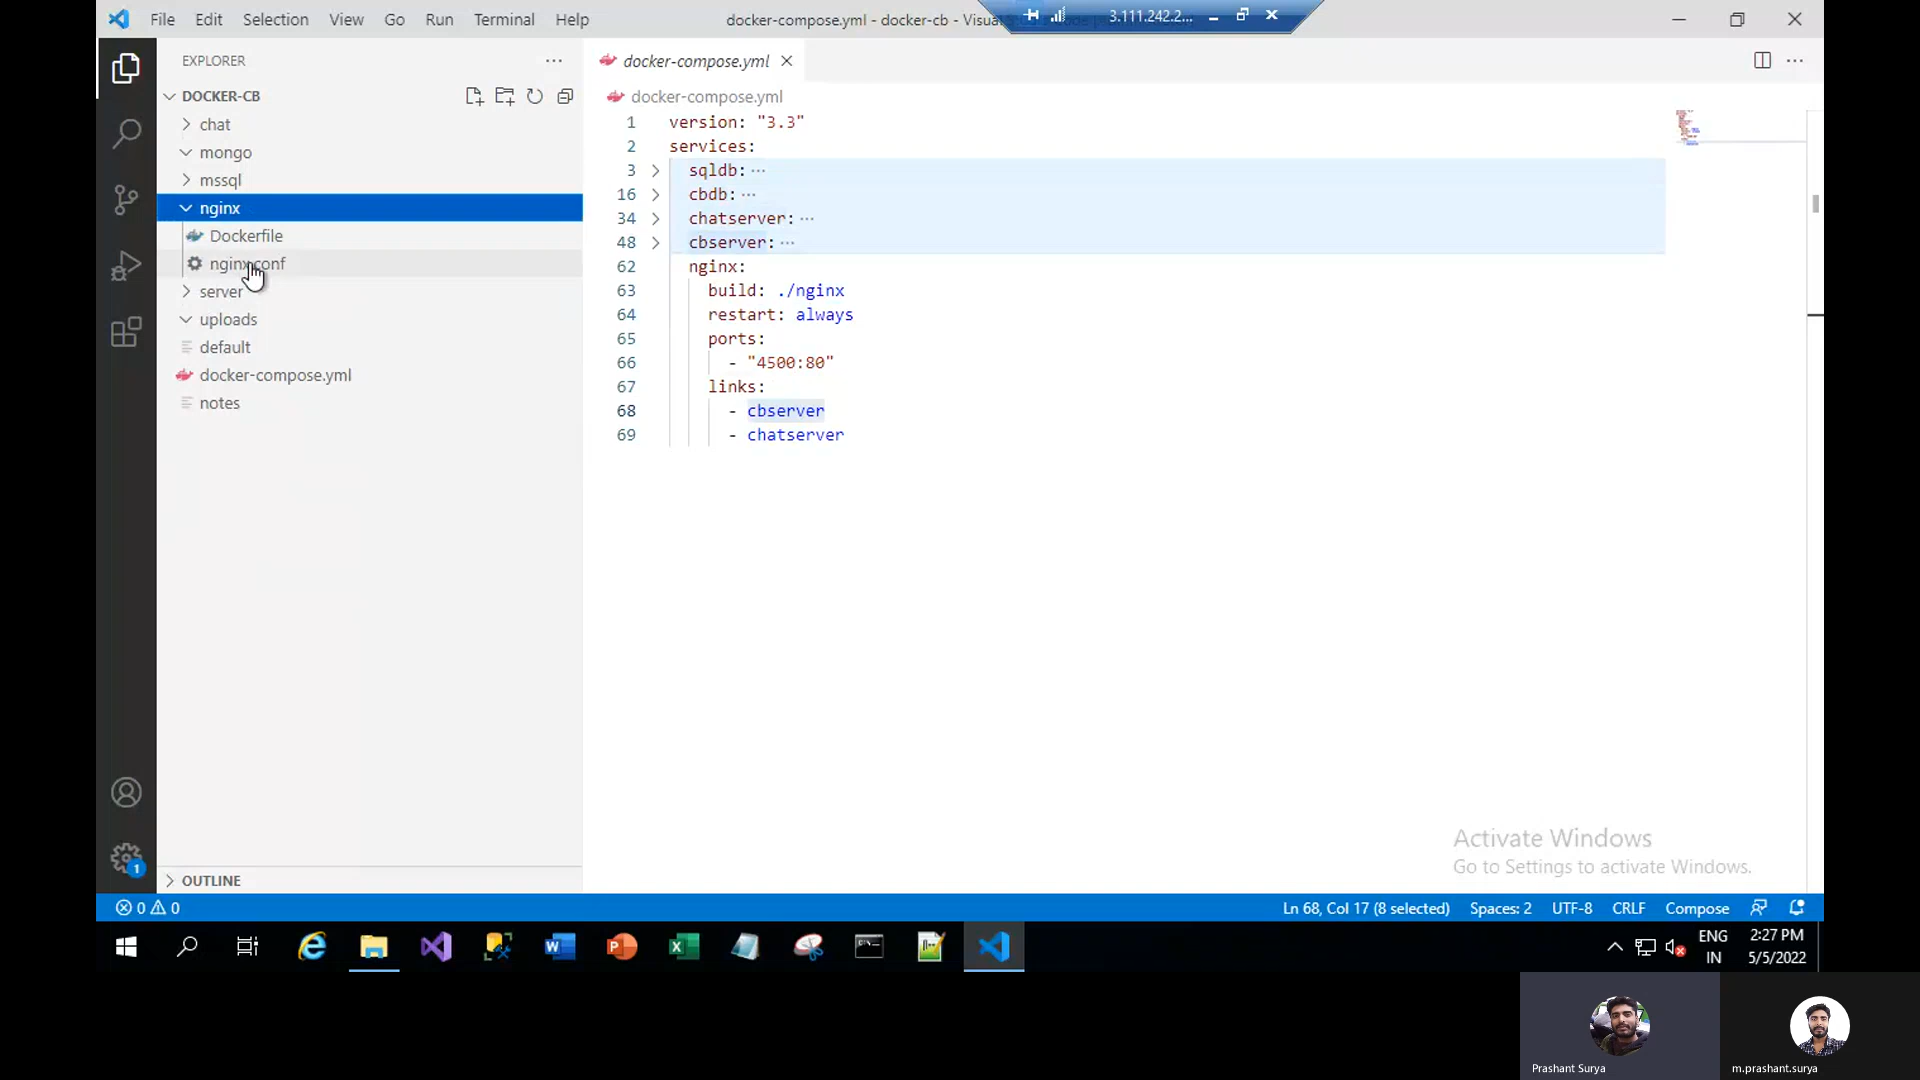 File Edit Selection View Go Run Terminal Help
docker-compose.yml - docker-cb - Visua
3.111.242.2...
EXPLORER
DOCKER-CB
chat
mongo
mssql
nginx
Dockerfile
nginx.conf
server
uploads
default
docker-compose.yml
notes
OUTLINE
docker-compose.yml
docker-compose.yml
1 version: "3.3"
2 services:
3 sqldb: ...
16 cbdb: ...
34 chatserver: ...
48 cbserver: ...
62 nginx:
63 build: ./nginx
64 restart: always
65 ports:
66 - "4500:80"
67 links:
68 - cbserver
69 - chatserver
Activate Windows
Go to Settings to activate Windows.
0 0
Ln 68, Col 17 (8 selected) Spaces: 2 UTF-8 CRLF Compose
1
ENG
IN
2:27 PM
5/5/2022
Prashant Surya
m.prashant.surya